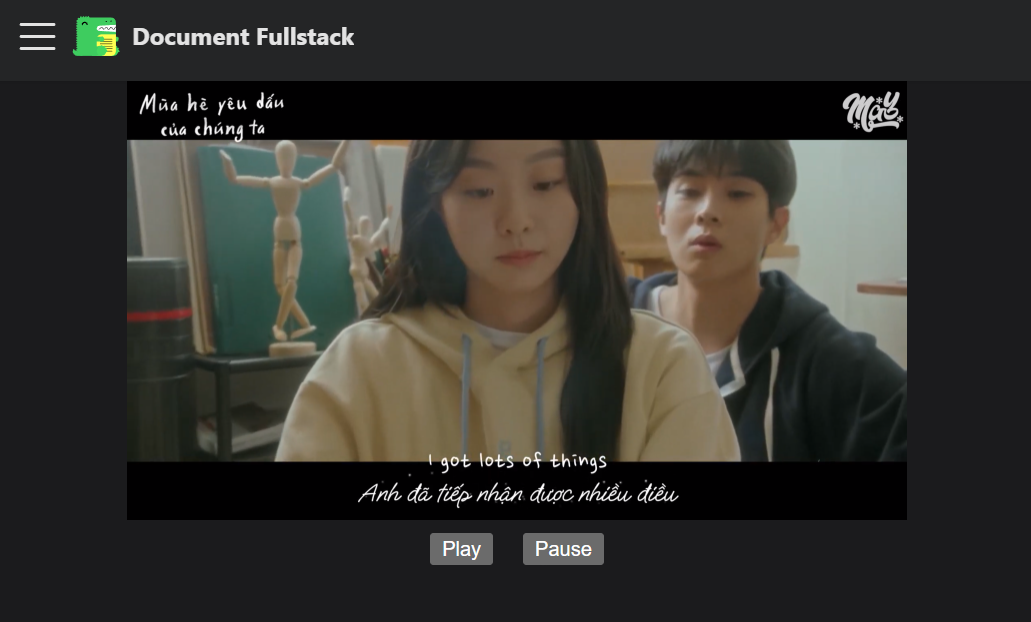 Document Fullstack
Mùa hè yêu dấu
của chúng ta
Mây
I got lots of things
Anh đã tiếp nhận được nhiều điều
Play Pause